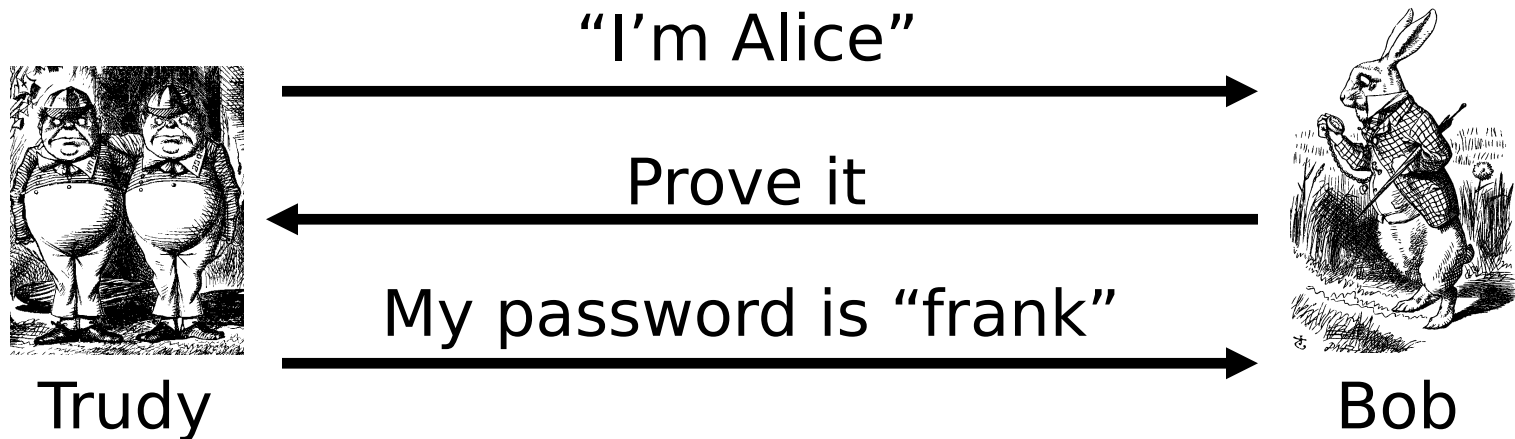 “I’m Alice”
Prove it
My password is “frank”
Trudy
Bob